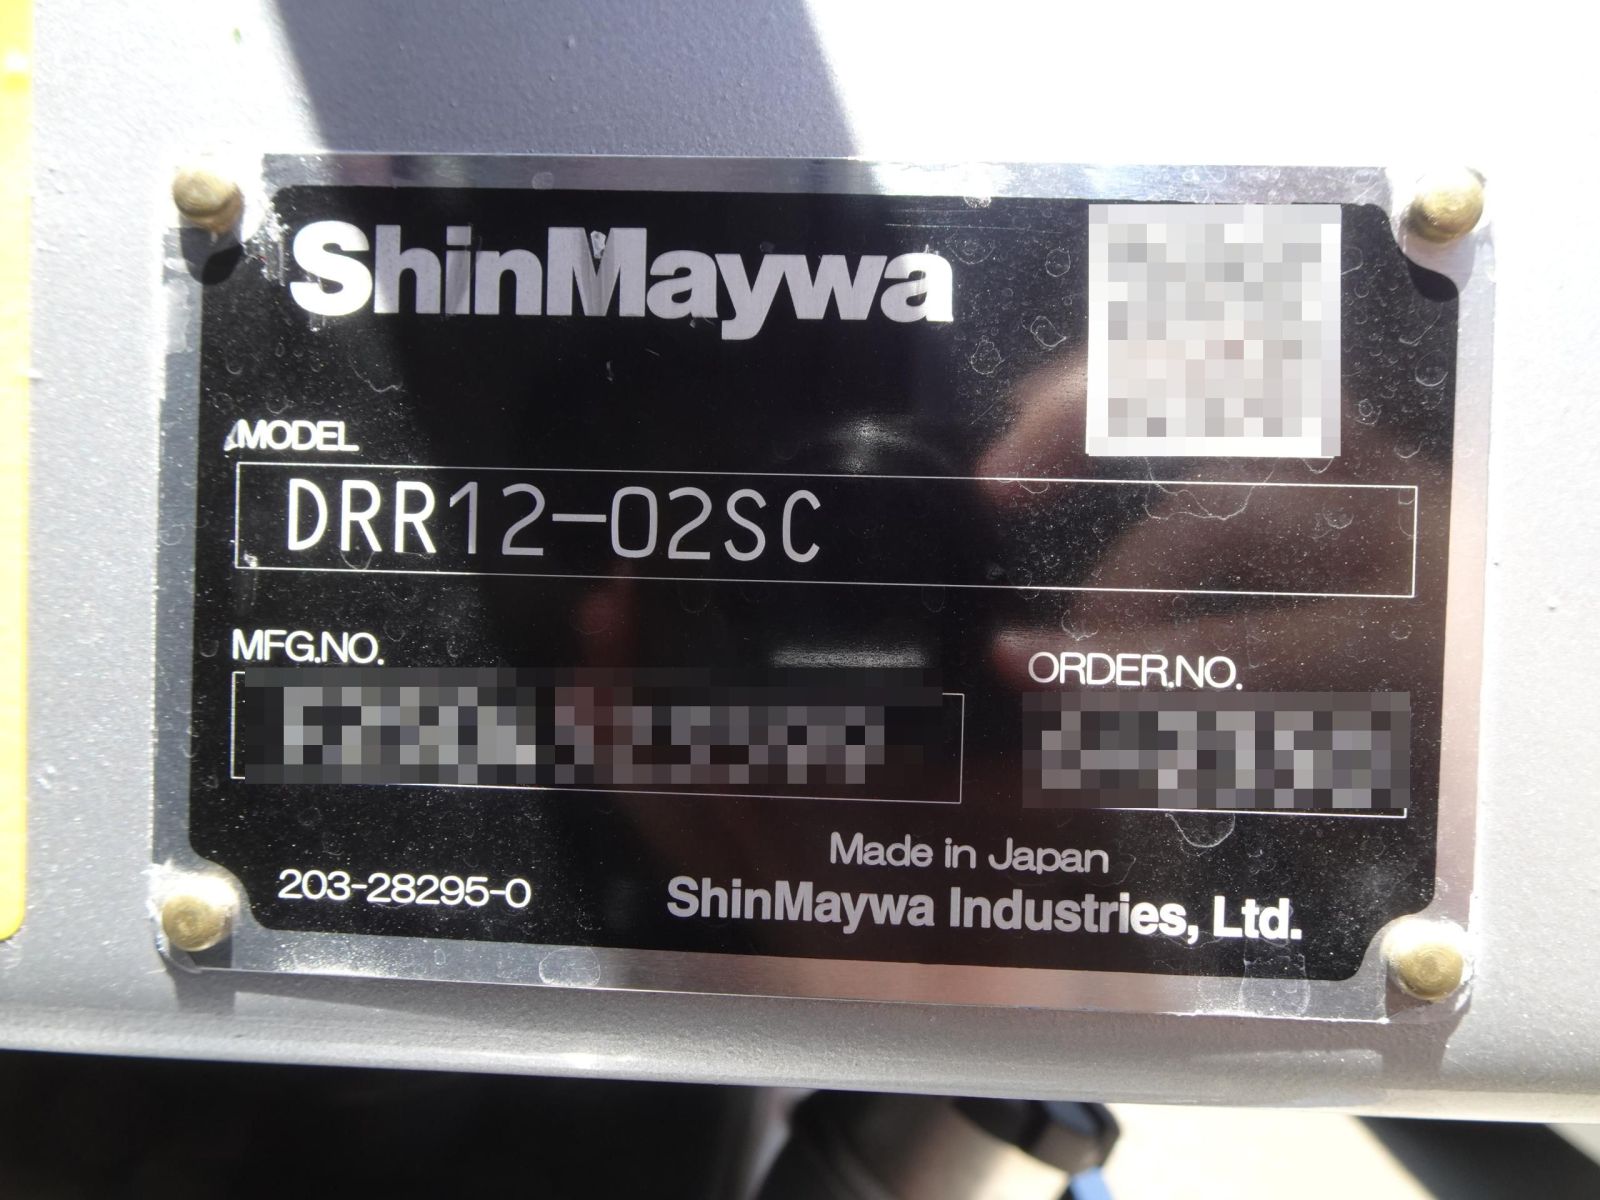 ShinMaywa
MODEL
DRR12-02SC
MFG.NO.
ORDER.NO.
Made in Japan
203-28295-0
ShinMaywa Industries, Ltd.